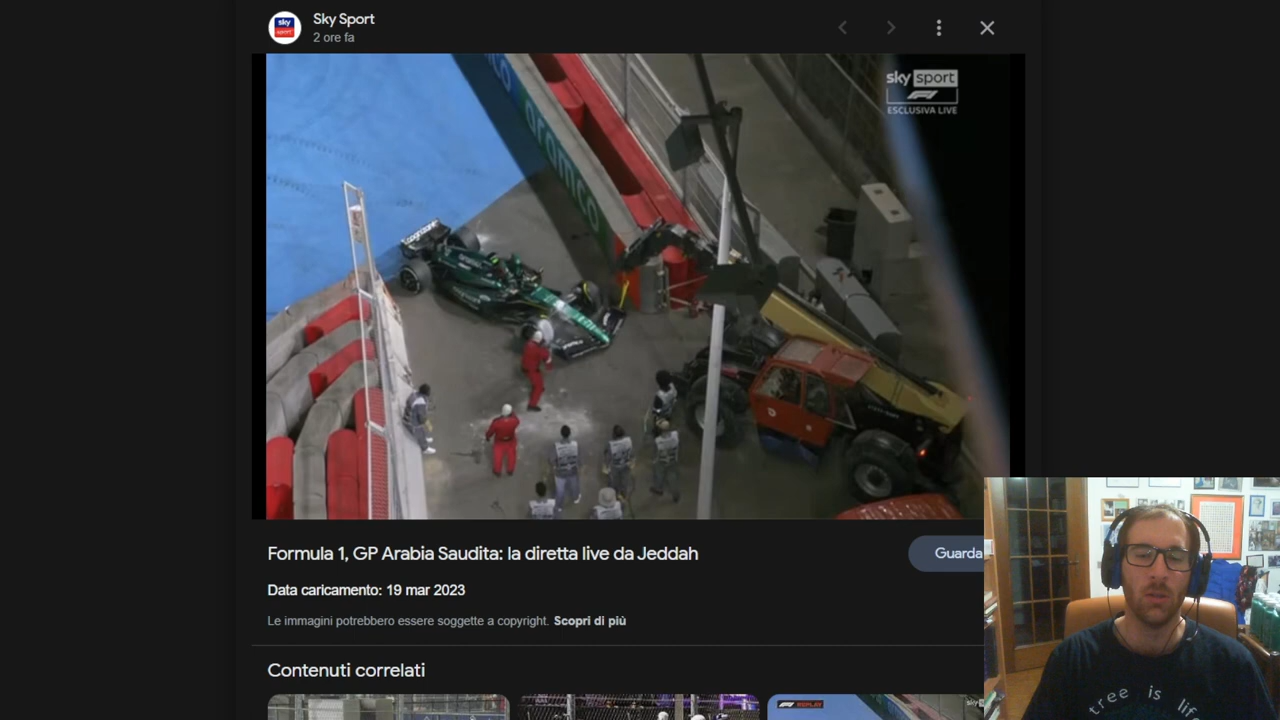 Sky Sport
2 ore fa
sky sport
F1
ESCLUSIVA LIVE
aramco
Formula 1, GP Arabia Saudita: la diretta live da Jeddah
Guarda
Data caricamento: 19 mar 2023
Le immagini potrebbero essere soggette a copyright. Scopri di più
Contenuti correlati
tree is life